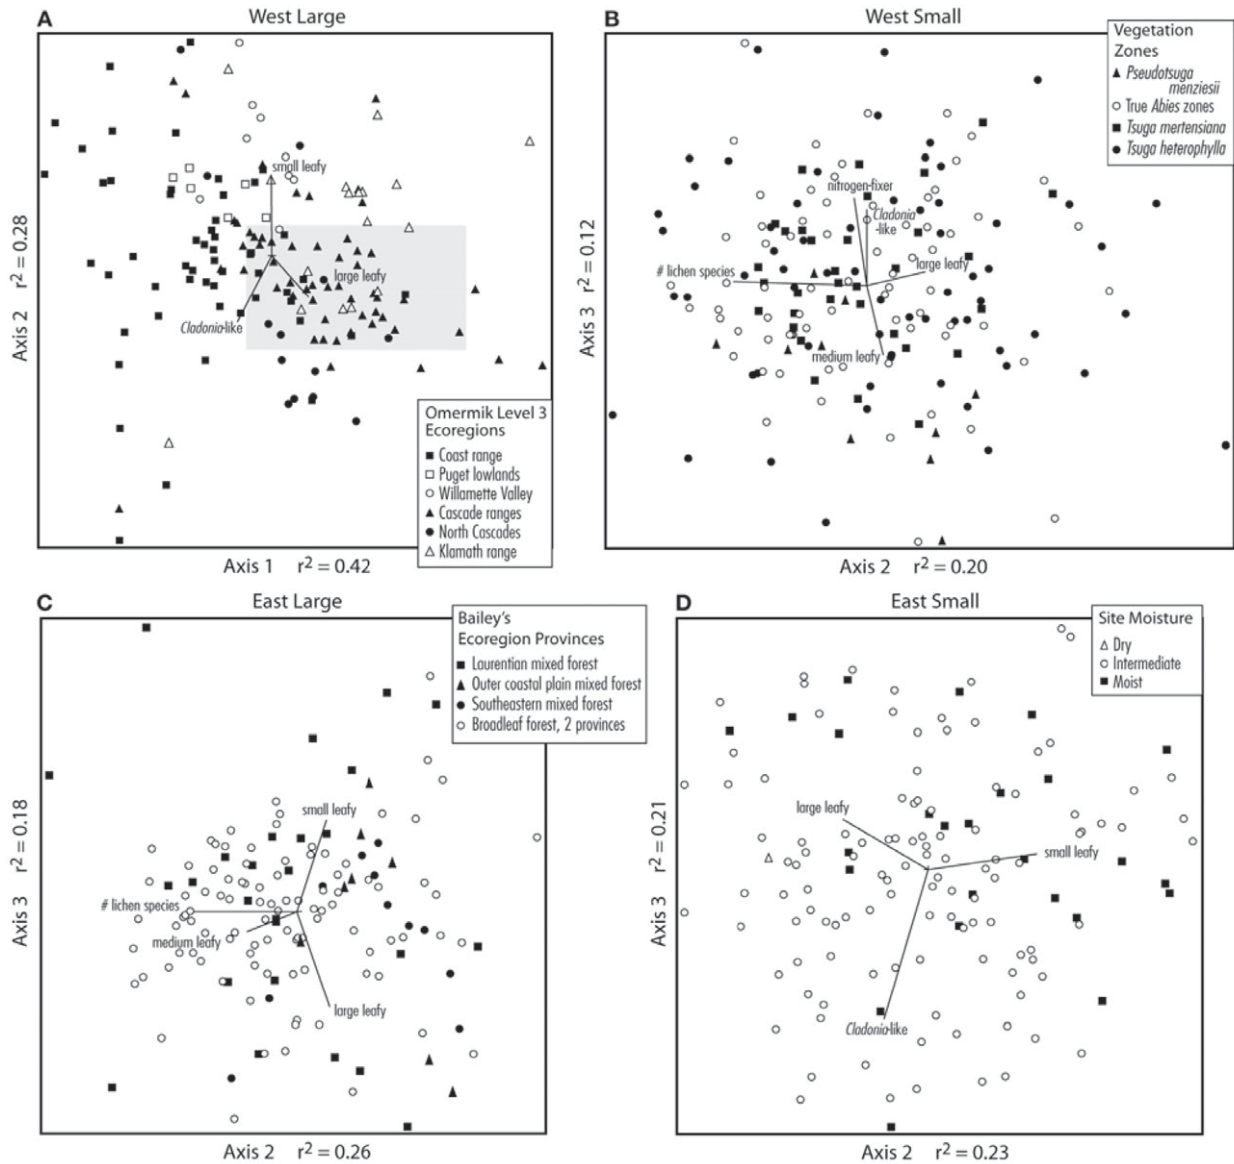 A
West Large
Axis 2 r² = 0.28
small leafy
large leafy
Cladonia-like
Omermik Level 3
Ecoregions
Coast range
Puget lowlands
Willamette Valley
Cascade ranges
North Cascades
Klamath range
Axis 1 r² = 0.42
B
West Small
Vegetation
Zones
Pseudotsuga
menziesii
True Abies zones
Tsuga mertensiana
Tsuga heterophylla
Axis 3 r² = 0.12
nitrogen-fixer
Cladonia
-like
# lichen species
large leafy
medium leafy
Axis 2 r² = 0.20
C
East Large
Bailey's
Ecoregion Provinces
Laurentian mixed forest
Outer coastal plain mixed forest
Southeastern mixed forest
Broadleaf forest, 2 provinces
Axis 3 r² = 0.18
small leafy
# lichen species
medium leafy
large leafy
Axis 2 r² = 0.26
D
East Small
Site Moisture
Dry
Intermediate
Moist
Axis 3 r² = 0.21
large leafy
small leafy
Cladonia-like
Axis 2 r² = 0.23